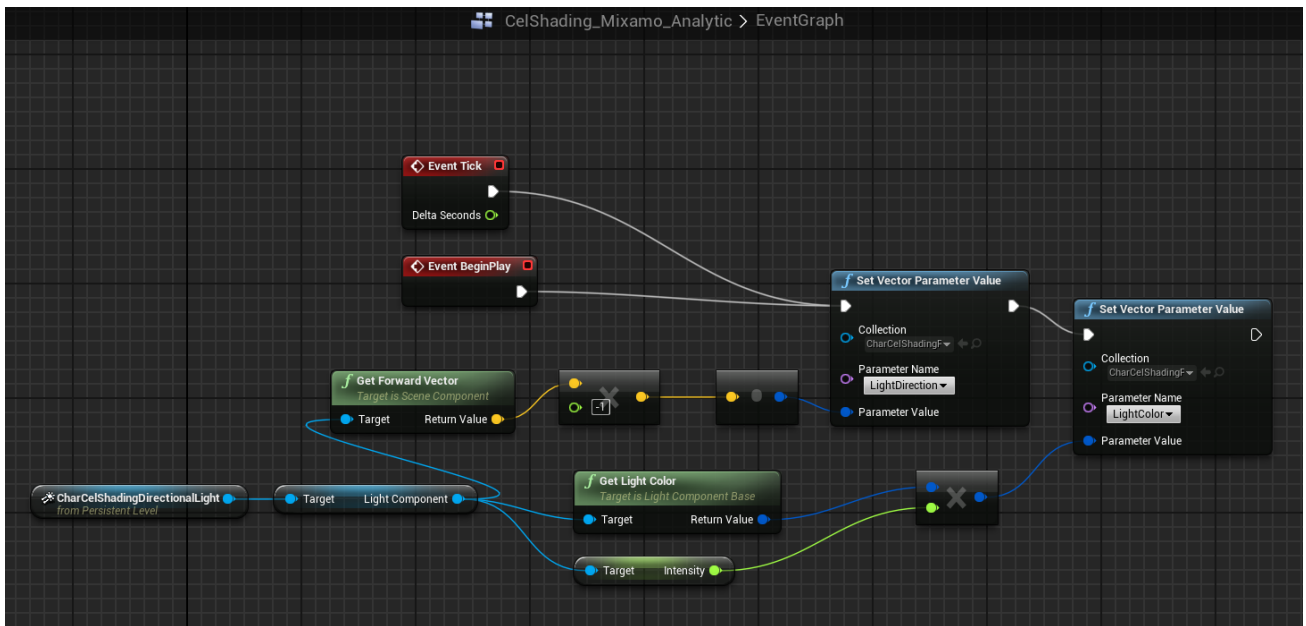 CelShading_Mixamo_Analytic > EventGraph
Event Tick
Delta Seconds
Event BeginPlay
f Set Vector Parameter Value
Collection
CharCelShadingF
Parameter Name
LightDirection
Parameter Value
f Set Vector Parameter Value
Collection
CharCelShadingF
Parameter Name
LightColor
Parameter Value
f Get Forward Vector
Target is Scene Component
Target Return Value
-1
CharCelShadingDirectionalLight
from Persistent Level
Target Light Component
f Get Light Color
Target is Light Component Base
Target Return Value
Target Intensity